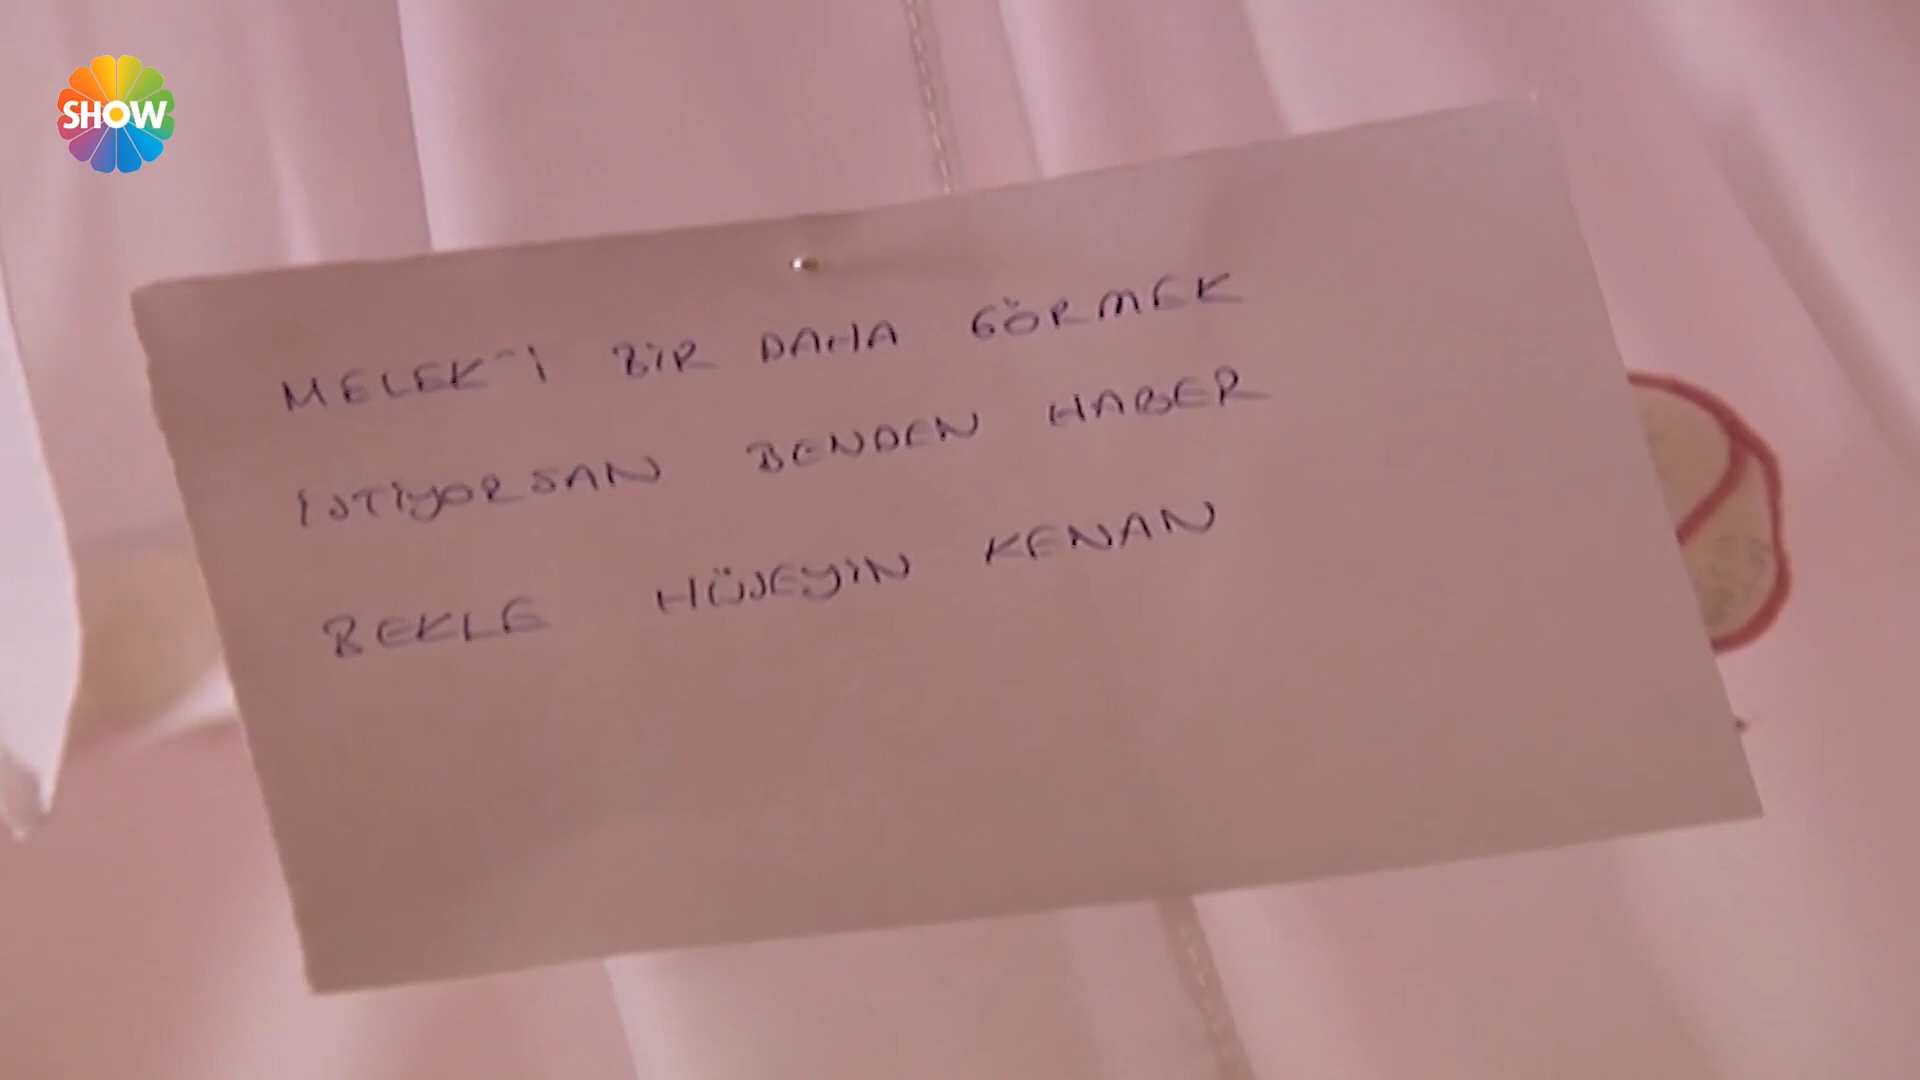 SHOW
MELEK'İ BİR DAHA GÖRMEK
İSTİYORSAN BENDEN HABER
BEKLE HÜSEYİN KENAN